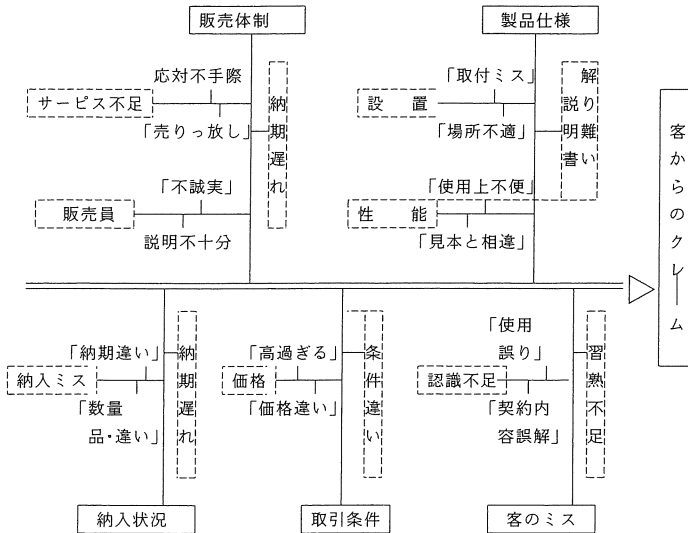 販売体制
応対不手際
サービス不足
「売りっ放し」
納期遅れ
「不誠実」
販売員
説明不十分
製品仕様
「取付ミス」
設　置
「場所不適」
解り難い
説明書
「使用上不便」
性　能
「見本と相違」
客からのクレーム
「納期違い」
納入ミス
「数量
品・違い」
納期遅れ
納入状況
「高過ぎる」
価格
「価格違い」
条件違い
取引条件
「使用
誤り」
認識不足
「契約内
容誤解」
習熟不足
客のミス